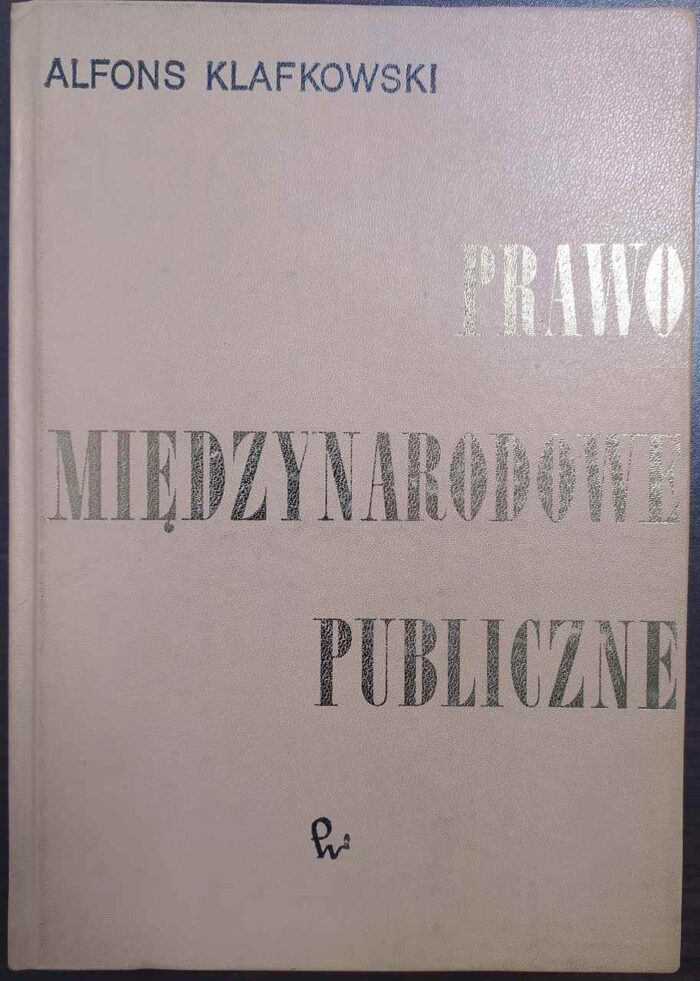 ALFONS KLAFKOWSKI
PRAWO
MIĘDZYNARODOWE
PUBLICZNE